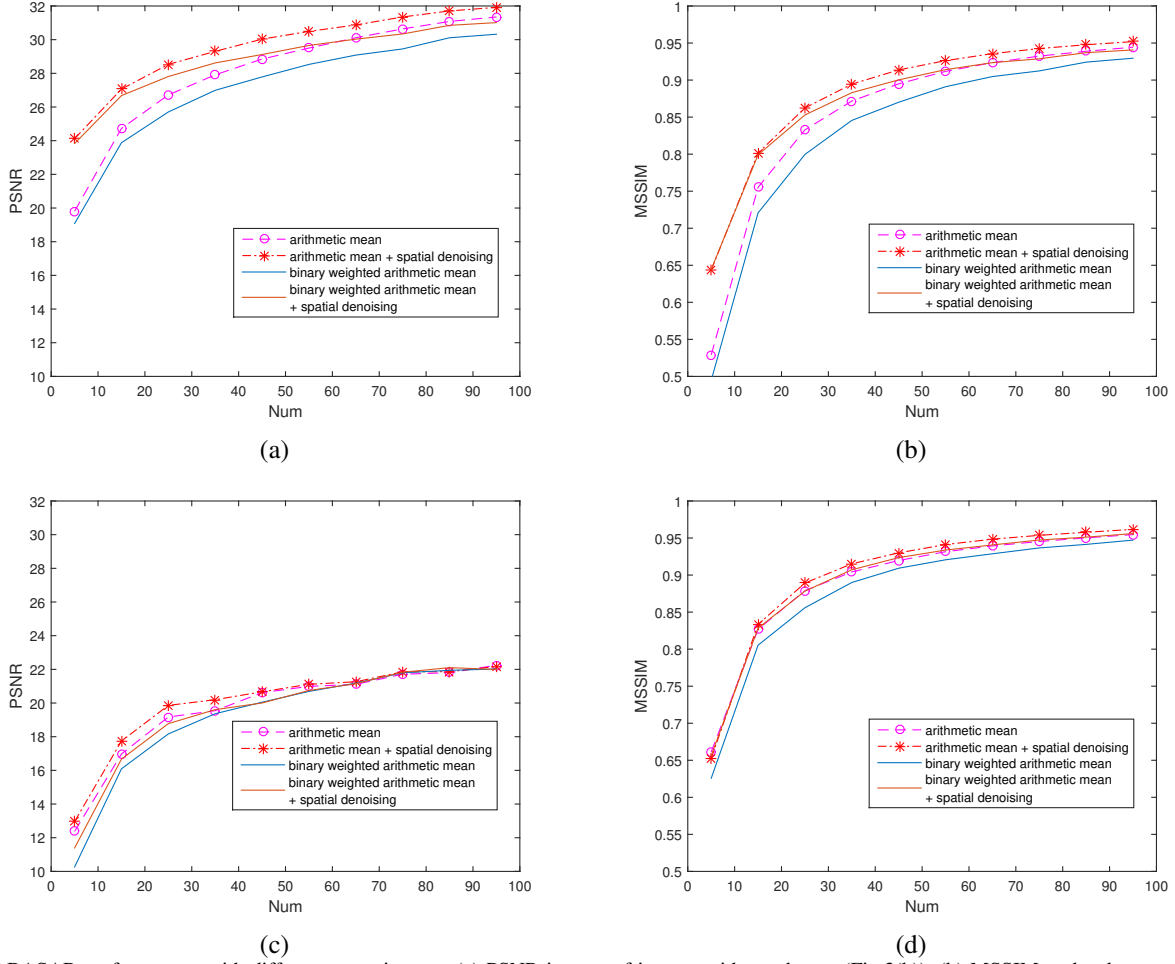 32
30
28
26
24
22
20
18
16
14
12
10
PSNR
0 10 20 30 40 50 60 70 80 90 100
Num
arithmetic mean
arithmetic mean + spatial denoising
binary weighted arithmetic mean
binary weighted arithmetic mean
+ spatial denoising
(a)
1
0.95
0.9
0.85
0.8
0.75
0.7
0.65
0.6
0.55
0.5
MSSIM
0 10 20 30 40 50 60 70 80 90 100
Num
arithmetic mean
arithmetic mean + spatial denoising
binary weighted arithmetic mean
binary weighted arithmetic mean
+ spatial denoising
(b)
32
30
28
26
24
22
20
18
16
14
12
10
PSNR
0 10 20 30 40 50 60 70 80 90 100
Num
arithmetic mean
arithmetic mean + spatial denoising
binary weighted arithmetic mean
binary weighted arithmetic mean
+ spatial denoising
(c)
1
0.95
0.9
0.85
0.8
0.75
0.7
0.65
0.6
0.55
0.5
MSSIM
0 10 20 30 40 50 60 70 80 90 100
Num
arithmetic mean
arithmetic mean + spatial denoising
binary weighted arithmetic mean
binary weighted arithmetic mean
+ spatial denoising
(d)